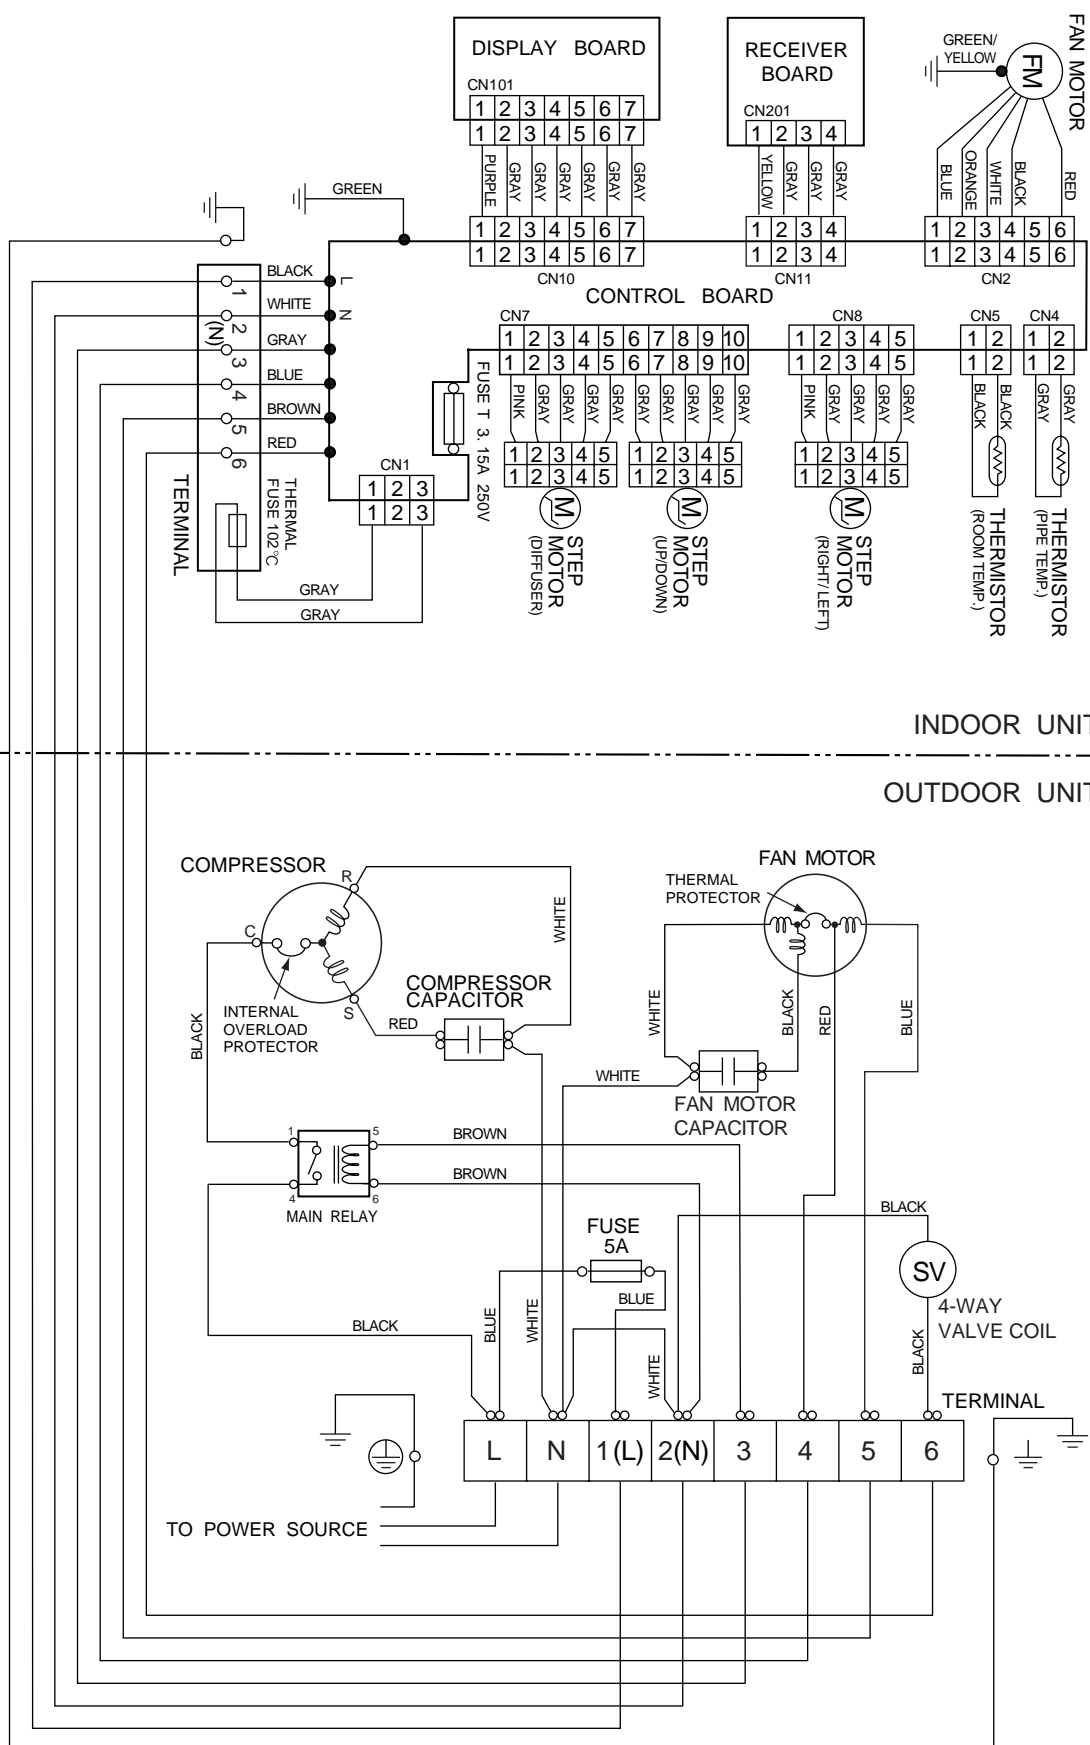 DISPLAY BOARD
CN101
1 2 3 4 5 6 7
1 2 3 4 5 6 7
PURPLE GRAY GRAY GRAY GRAY GRAY GRAY
1 2 3 4 5 6 7
1 2 3 4 5 6 7
CN10
RECEIVER
BOARD
CN201
1 2 3 4
YELLOW GRAY GRAY GRAY
1 2 3 4
1 2 3 4
CN11
FAN MOTOR
FM
GREEN/
YELLOW
BLUE ORANGE WHITE BLACK RED
1 2 3 4 5 6
1 2 3 4 5 6
CN2
GREEN
CONTROL BOARD
BLACK
L
WHITE
N
GRAY
BLUE
BROWN
RED
1
2
(N)
3
4
5
6
TERMINAL
THERMAL
FUSE 102°C
GRAY
GRAY
CN1
1 2 3
1 2 3
FUSE T 3. 15A 250V
CN7
1 2 3 4 5 6 7 8 9 10
1 2 3 4 5 6 7 8 9 10
PINK GRAY GRAY GRAY GRAY GRAY GRAY GRAY GRAY GRAY
1 2 3 4 5
1 2 3 4 5
M
STEP
MOTOR
(DIFFUSER)
1 2 3 4 5
1 2 3 4 5
M
STEP
MOTOR
(UP/DOWN)
CN8
1 2 3 4 5
1 2 3 4 5
PINK GRAY GRAY GRAY GRAY
1 2 3 4 5
1 2 3 4 5
M
STEP
MOTOR
(RIGHT/LEFT)
CN5
1 2
1 2
BLACK BLACK
THERMISTOR
(ROOM TEMP.)
CN4
1 2
1 2
GRAY GRAY
THERMISTOR
(PIPE TEMP.)
INDOOR UNIT
OUTDOOR UNIT
COMPRESSOR
R
C
S
INTERNAL
OVERLOAD
PROTECTOR
BLACK
RED
WHITE
COMPRESSOR
CAPACITOR
FAN MOTOR
THERMAL
PROTECTOR
WHITE
BLACK
RED
BLUE
WHITE
FAN MOTOR
CAPACITOR
1
5
4
6
MAIN RELAY
BROWN
BROWN
FUSE
5A
BLUE
BLUE
WHITE
WHITE
BLACK
BLACK
SV
4-WAY
VALVE COIL
BLACK
TERMINAL
L N 1(L) 2(N) 3 4 5 6
TO POWER SOURCE